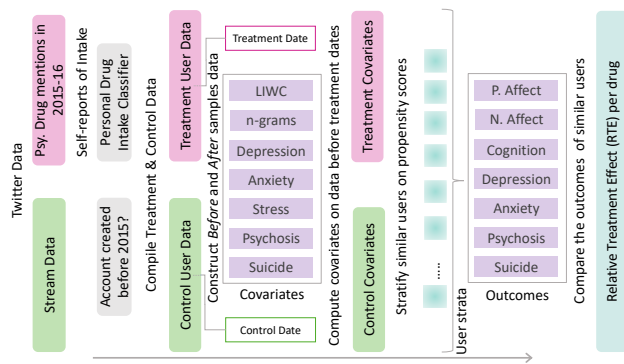 Twitter Data
Psy. Drug mentions in
2015-16
Stream Data
Self-reports of Intake
Personal Drug
Intake Classifier
Account created
before 2015?
Compile Treatment & Control Data
Treatment User Data
Control User Data
Treatment Date
Construct Before and After samples data
LIWC
n-grams
Depression
Anxiety
Stress
Psychosis
Suicide
Covariates
Control Date
Compute covariates on data before treatment dates
Treatment Covariates
Control Covariates
Stratify similar users on propensity scores
.....
User strata
P. Affect
N. Affect
Cognition
Depression
Anxiety
Psychosis
Suicide
Outcomes
Compare the outcomes of similar users
Relative Treatment Effect (RTE) per drug